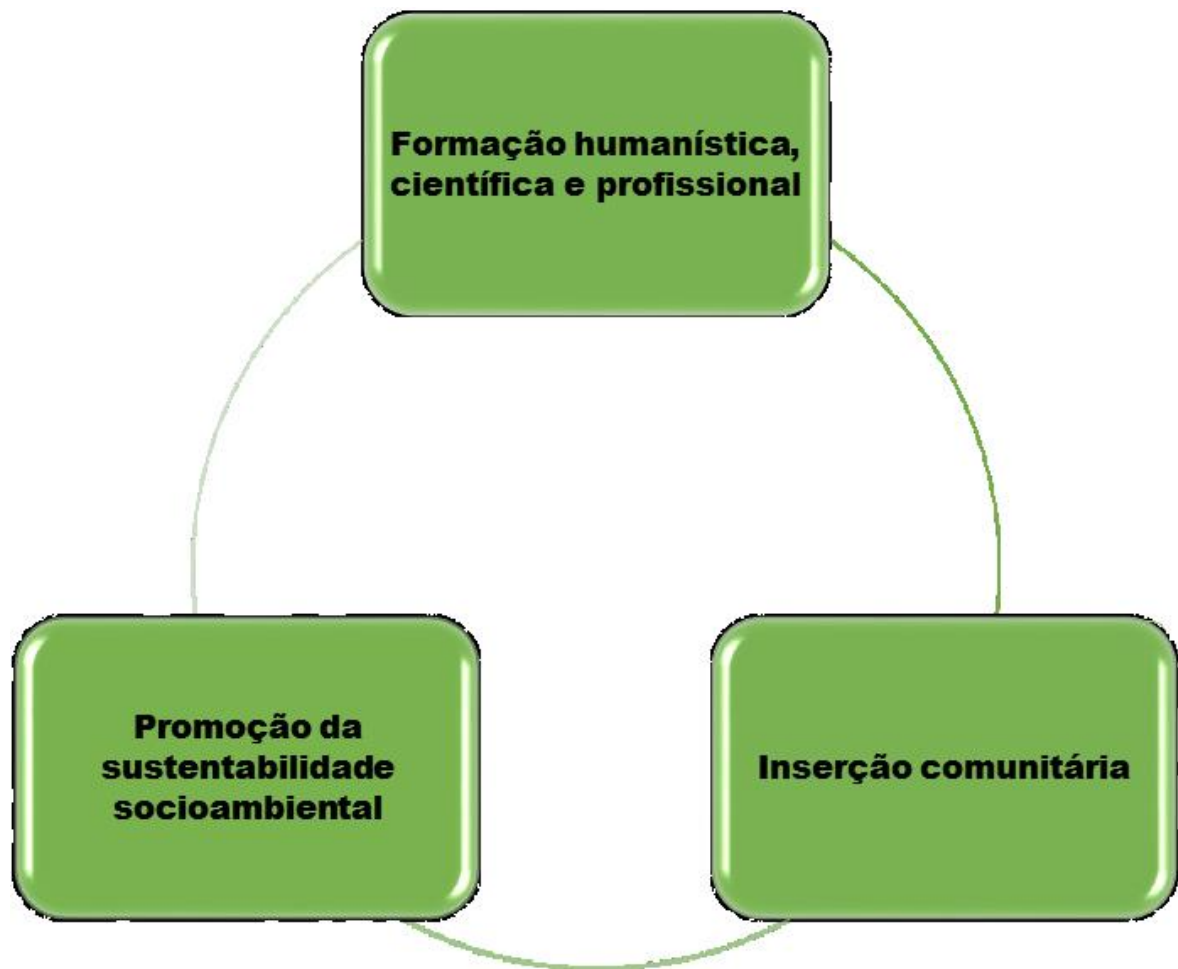 Formação humanística,
científica e profissional
Promoção da
sustentabilidade
socioambiental
Inserção comunitária